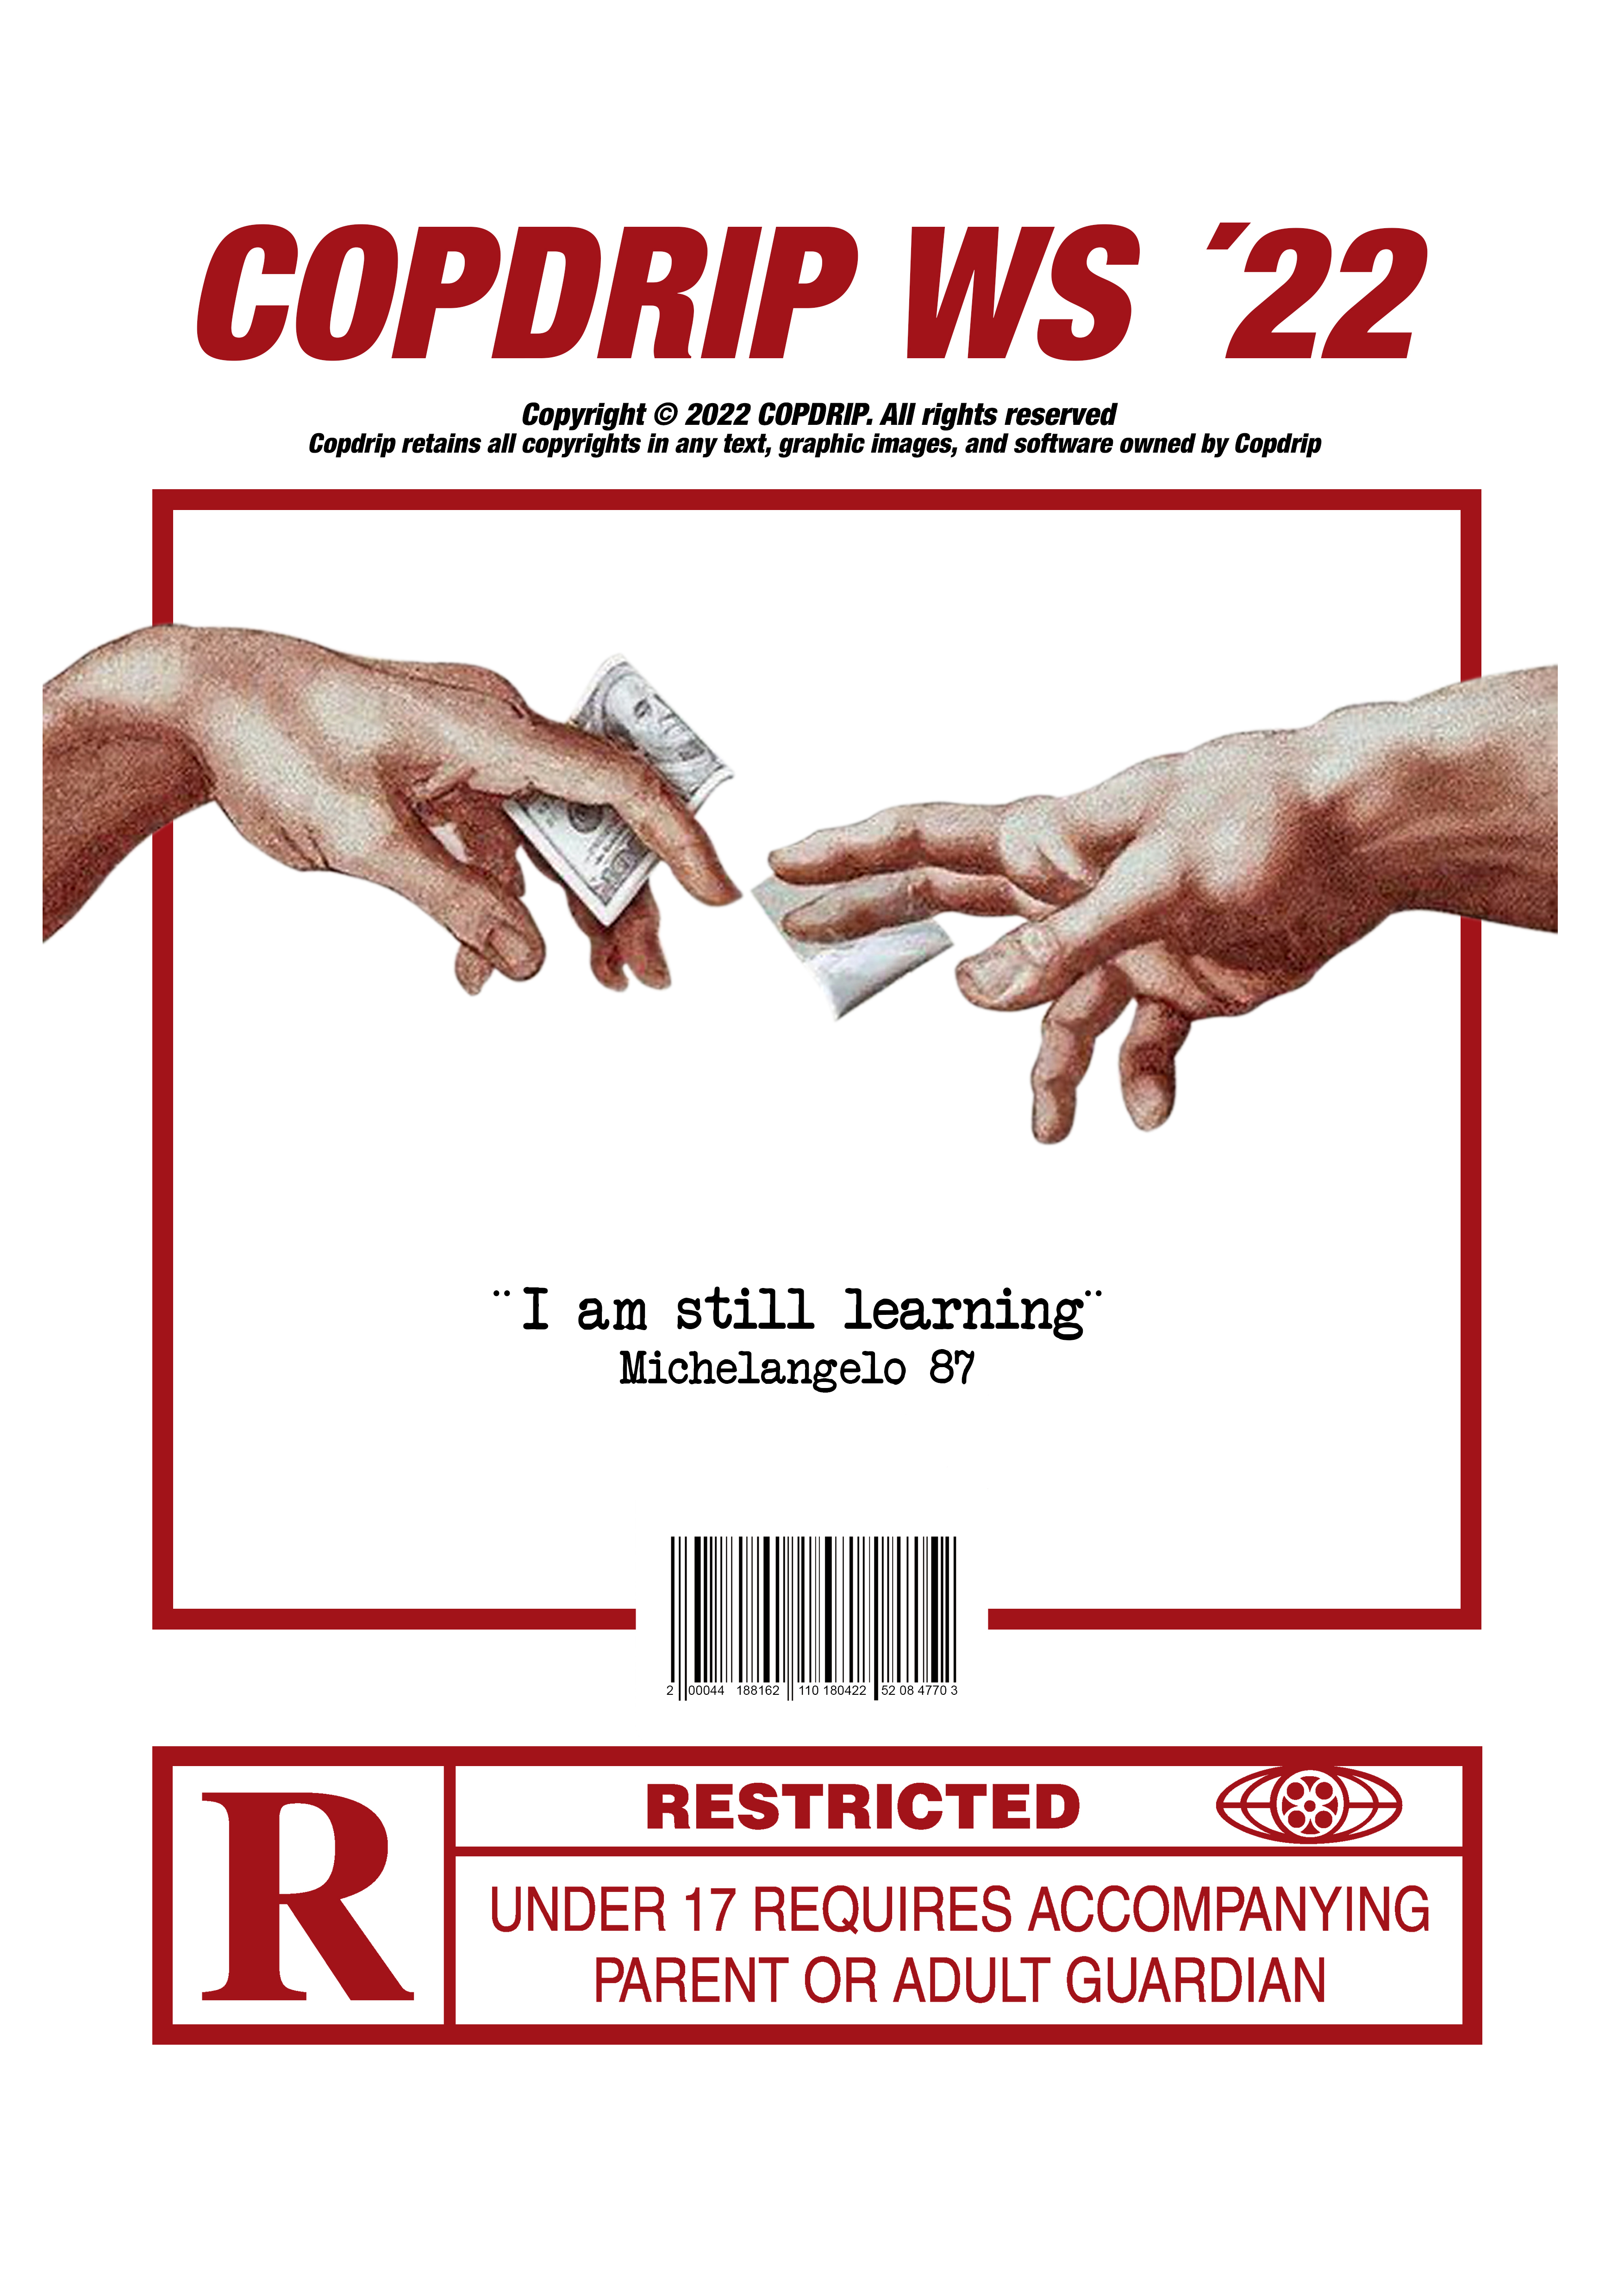 COPDRIP WS ´22
Copyright © 2022 COPDRIP. All rights reserved
Copdrip retains all copyrights in any text, graphic images, and software owned by Copdrip
¨I am still learning¨
Michelangelo 87
2 00044 188162 110 180422 52 08 4770 3
R
RESTRICTED
UNDER 17 REQUIRES ACCOMPANYING
PARENT OR ADULT GUARDIAN